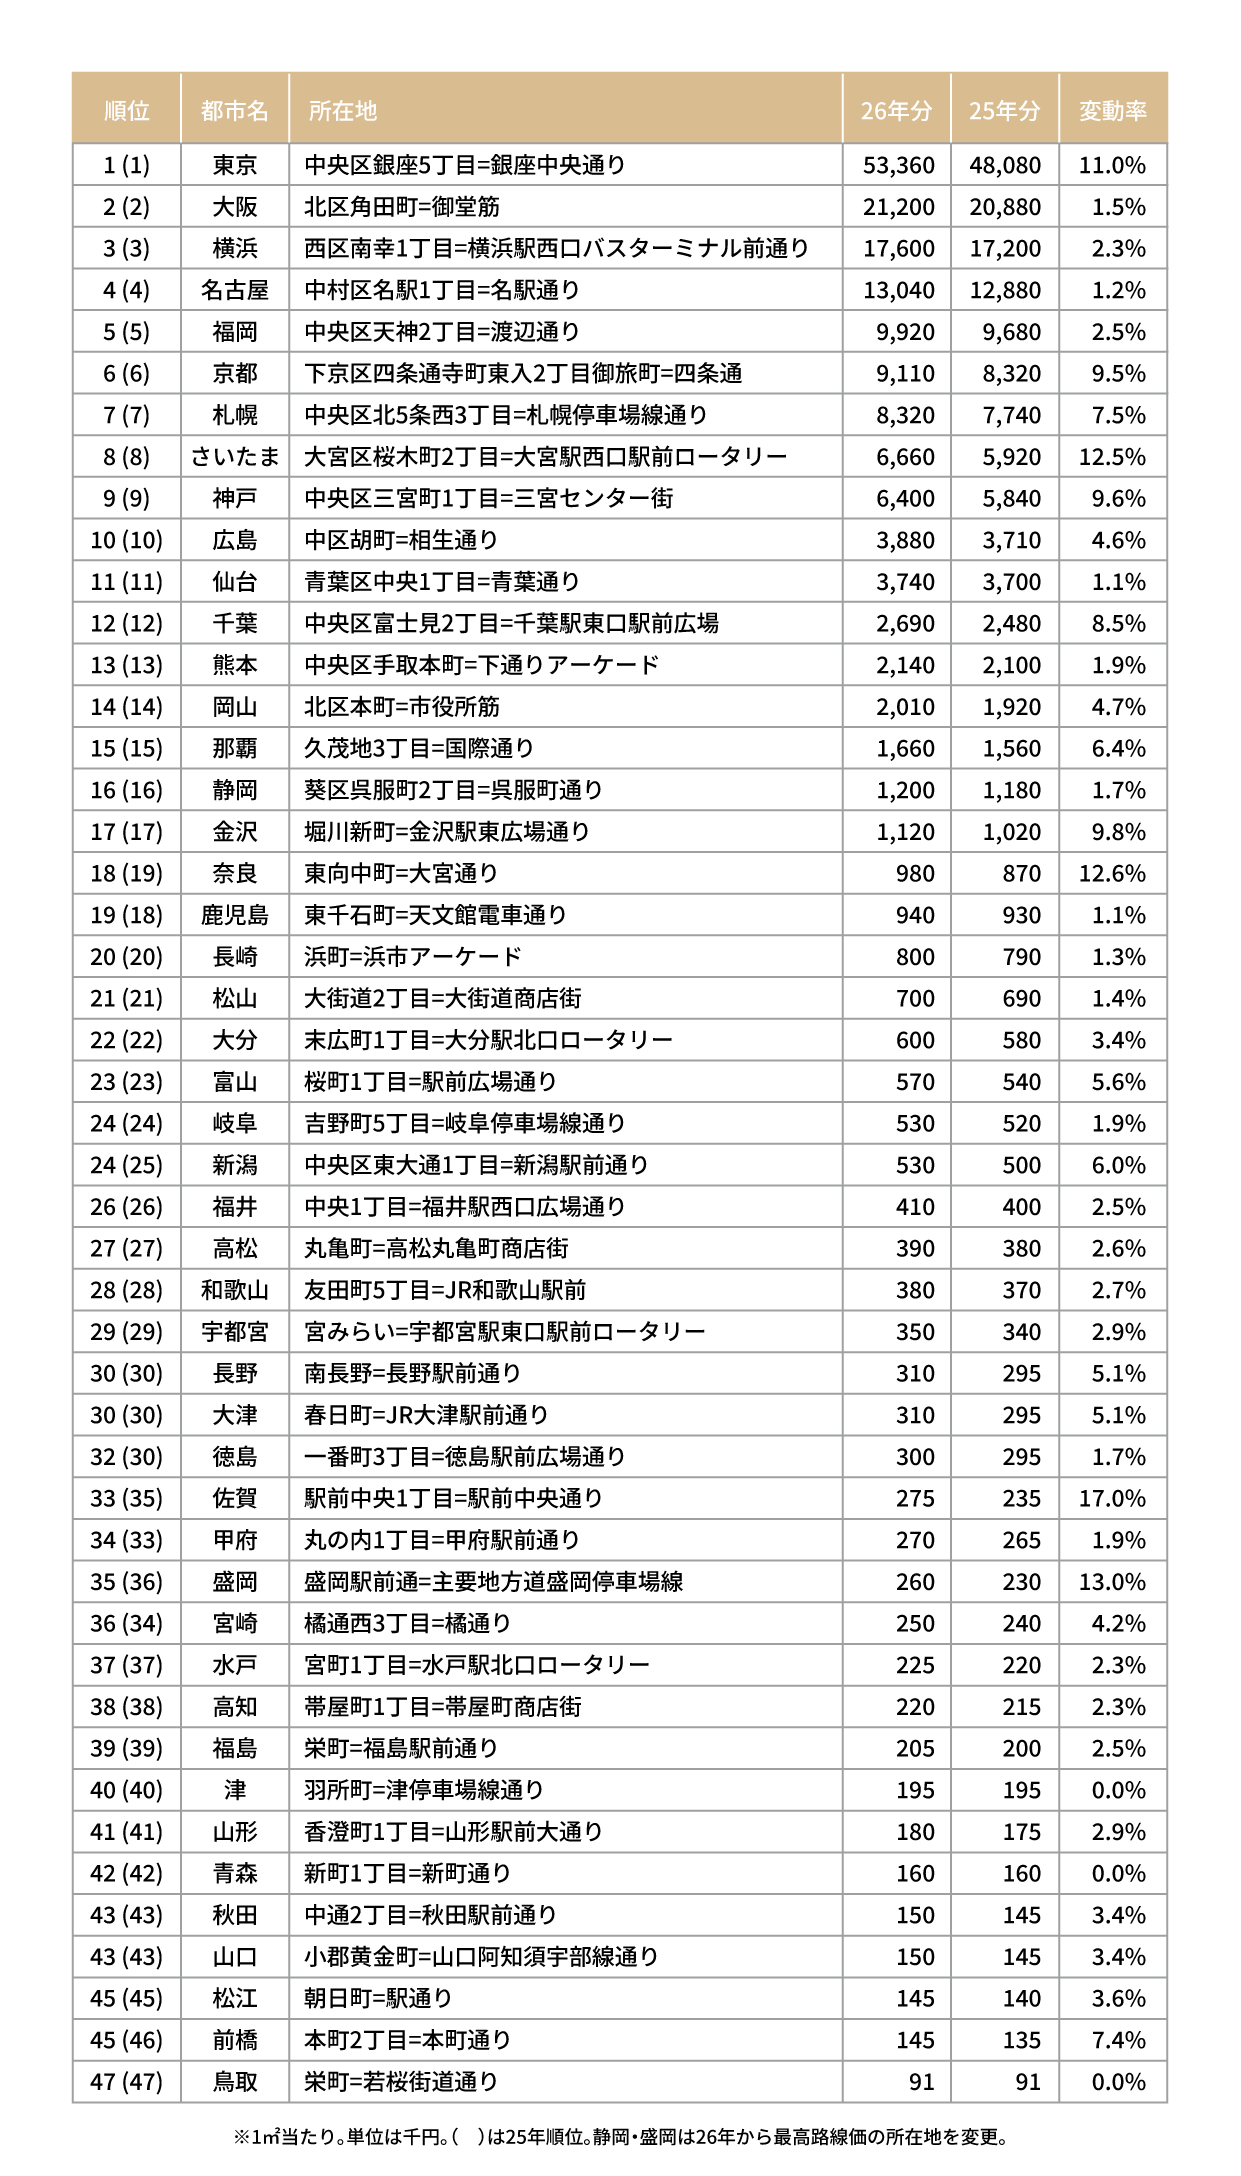 順位 都市名 所在地 26年分 25年分 変動率
1 (1) 東京 中央区銀座5丁目=銀座中央通り 53,360 48,080 11.0%
2 (2) 大阪 北区角田町=御堂筋 21,200 20,880 1.5%
3 (3) 横浜 西区南幸1丁目=横浜駅西口バスターミナル前通り 17,600 17,200 2.3%
4 (4) 名古屋 中村区名駅1丁目=名駅通り 13,040 12,880 1.2%
5 (5) 福岡 中央区天神2丁目=渡辺通り 9,920 9,680 2.5%
6 (6) 京都 下京区四条通寺町東入2丁目御旅町=四条通 9,110 8,320 9.5%
7 (7) 札幌 中央区北5条西3丁目=札幌停車場線通り 8,320 7,740 7.5%
8 (8) さいたま 大宮区桜木町2丁目=大宮駅西口駅前ロータリー 6,660 5,920 12.5%
9 (9) 神戸 中央区三宮町1丁目=三宮センター街 6,400 5,840 9.6%
10 (10) 広島 中区胡町=相生通り 3,880 3,710 4.6%
11 (11) 仙台 青葉区中央1丁目=青葉通り 3,740 3,700 1.1%
12 (12) 千葉 中央区富士見2丁目=千葉駅東口駅前広場 2,690 2,480 8.5%
13 (13) 熊本 中央区手取本町=下通りアーケード 2,140 2,100 1.9%
14 (14) 岡山 北区本町=市役所筋 2,010 1,920 4.7%
15 (15) 那覇 久茂地3丁目=国際通り 1,660 1,560 6.4%
16 (16) 静岡 葵区呉服町2丁目=呉服町通り 1,200 1,180 1.7%
17 (17) 金沢 堀川新町=金沢駅東広場通り 1,120 1,020 9.8%
18 (19) 奈良 東向中町=大宮通り 980 870 12.6%
19 (18) 鹿児島 東千石町=天文館電車通り 940 930 1.1%
20 (20) 長崎 浜町=浜市アーケード 800 790 1.3%
21 (21) 松山 大街道2丁目=大街道商店街 700 690 1.4%
22 (22) 大分 末広町1丁目=大分駅北口ロータリー 600 580 3.4%
23 (23) 富山 桜町1丁目=駅前広場通り 570 540 5.6%
24 (24) 岐阜 吉野町5丁目=岐阜停車場線通り 530 520 1.9%
24 (25) 新潟 中央区東大通1丁目=新潟駅前通り 530 500 6.0%
26 (26) 福井 中央1丁目=福井駅西口広場通り 410 400 2.5%
27 (27) 高松 丸亀町=高松丸亀町商店街 390 380 2.6%
28 (28) 和歌山 友田町5丁目=JR和歌山駅前 380 370 2.7%
29 (29) 宇都宮 宮みらい=宇都宮駅東口駅前ロータリー 350 340 2.9%
30 (30) 長野 南長野=長野駅前通り 310 295 5.1%
30 (30) 大津 春日町=JR大津駅前通り 310 295 5.1%
32 (30) 徳島 一番町3丁目=徳島駅前広場通り 300 295 1.7%
33 (35) 佐賀 駅前中央1丁目=駅前中央通り 275 235 17.0%
34 (33) 甲府 丸の内1丁目=甲府駅前通り 270 265 1.9%
35 (36) 盛岡 盛岡駅前通=主要地方道盛岡停車場線 260 230 13.0%
36 (34) 宮崎 橘通西3丁目=橘通り 250 240 4.2%
37 (37) 水戸 宮町1丁目=水戸駅北口ロータリー 225 220 2.3%
38 (38) 高知 帯屋町1丁目=帯屋町商店街 220 215 2.3%
39 (39) 福島 栄町=福島駅前通り 205 200 2.5%
40 (40) 津 羽所町=津停車場線通り 195 195 0.0%
41 (41) 山形 香澄町1丁目=山形駅前大通り 180 175 2.9%
42 (42) 青森 新町1丁目=新町通り 160 160 0.0%
43 (43) 秋田 中通2丁目=秋田駅前通り 150 145 3.4%
43 (43) 山口 小郡黄金町=山口阿知須宇部線通り 150 145 3.4%
45 (45) 松江 朝日町=駅通り 145 140 3.6%
45 (46) 前橋 本町2丁目=本町通り 145 135 7.4%
47 (47) 鳥取 栄町=若桜街道通り 91 91 0.0%
※1㎡当たり。単位は千円。(　)は25年順位。静岡・盛岡は26年から最高路線価の所在地を変更。